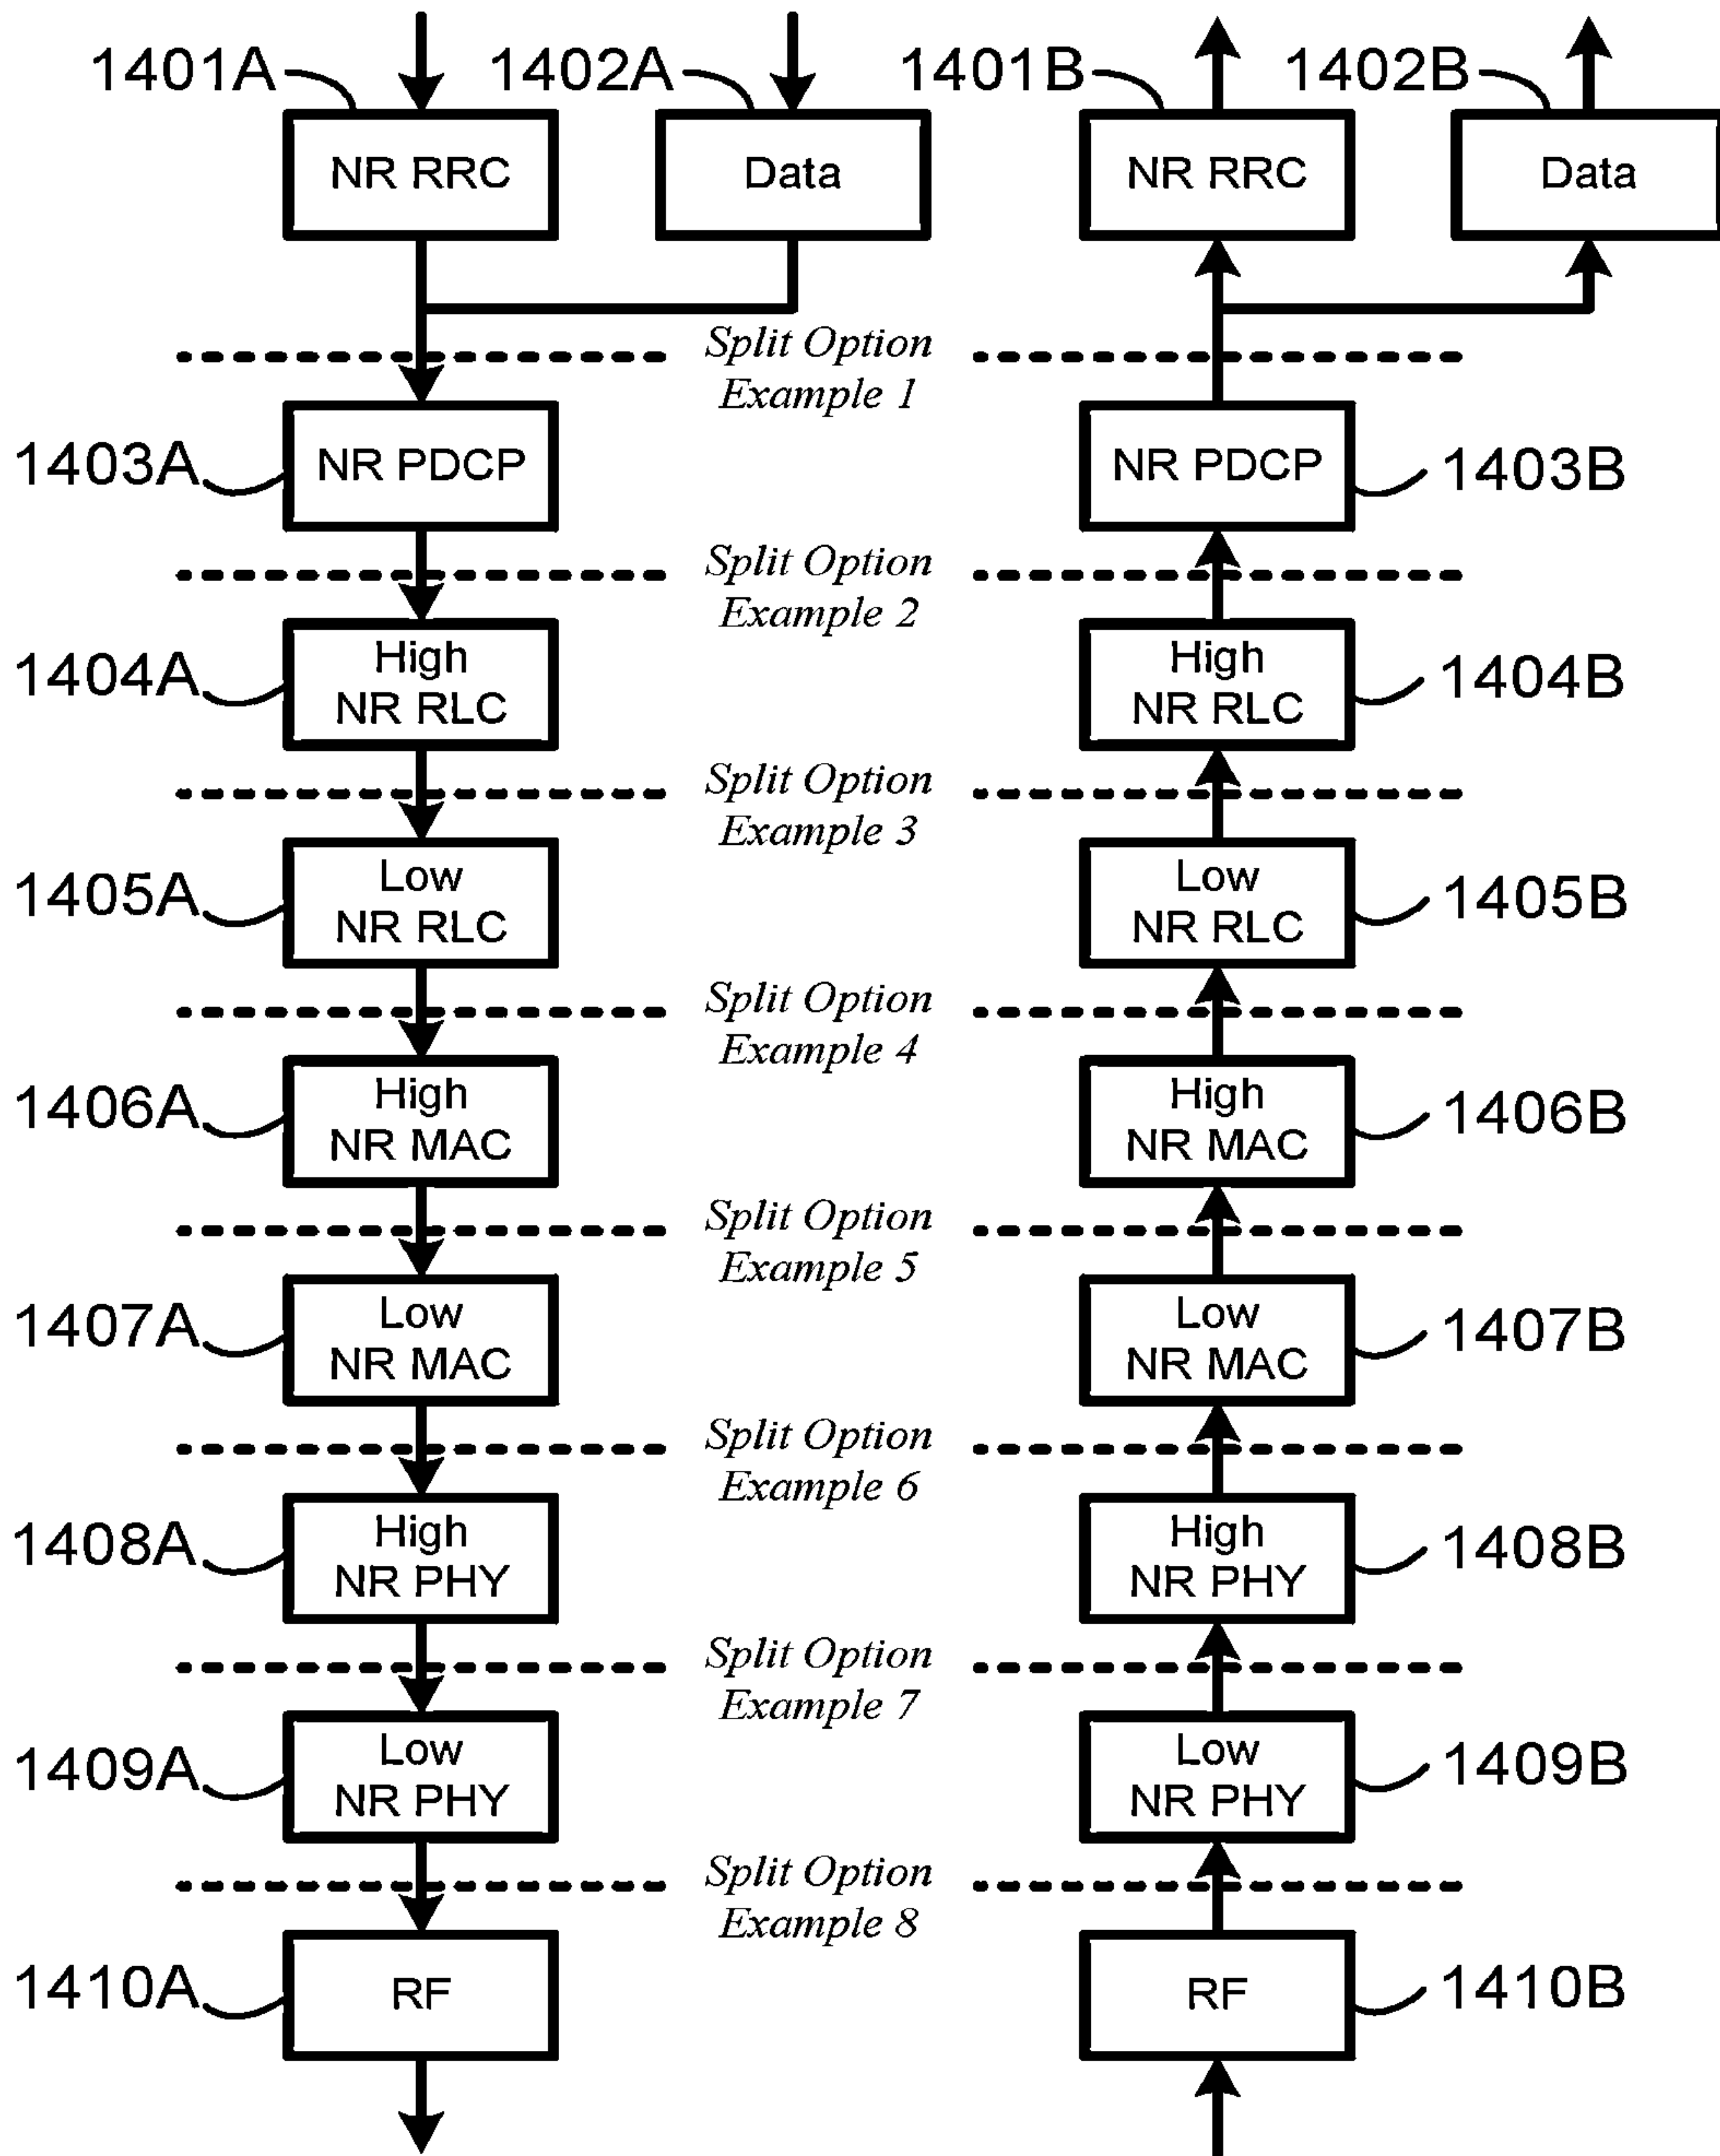 1401A 1402A 1401B 1402B
NR RRC Data NR RRC Data
Split Option
Example 1
1403A NR PDCP NR PDCP 1403B
Split Option
Example 2
1404A High NR RLC High NR RLC 1404B
Split Option
Example 3
1405A Low NR RLC Low NR RLC 1405B
Split Option
Example 4
1406A High NR MAC High NR MAC 1406B
Split Option
Example 5
1407A Low NR MAC Low NR MAC 1407B
Split Option
Example 6
1408A High NR PHY High NR PHY 1408B
Split Option
Example 7
1409A Low NR PHY Low NR PHY 1409B
Split Option
Example 8
1410A RF RF 1410B